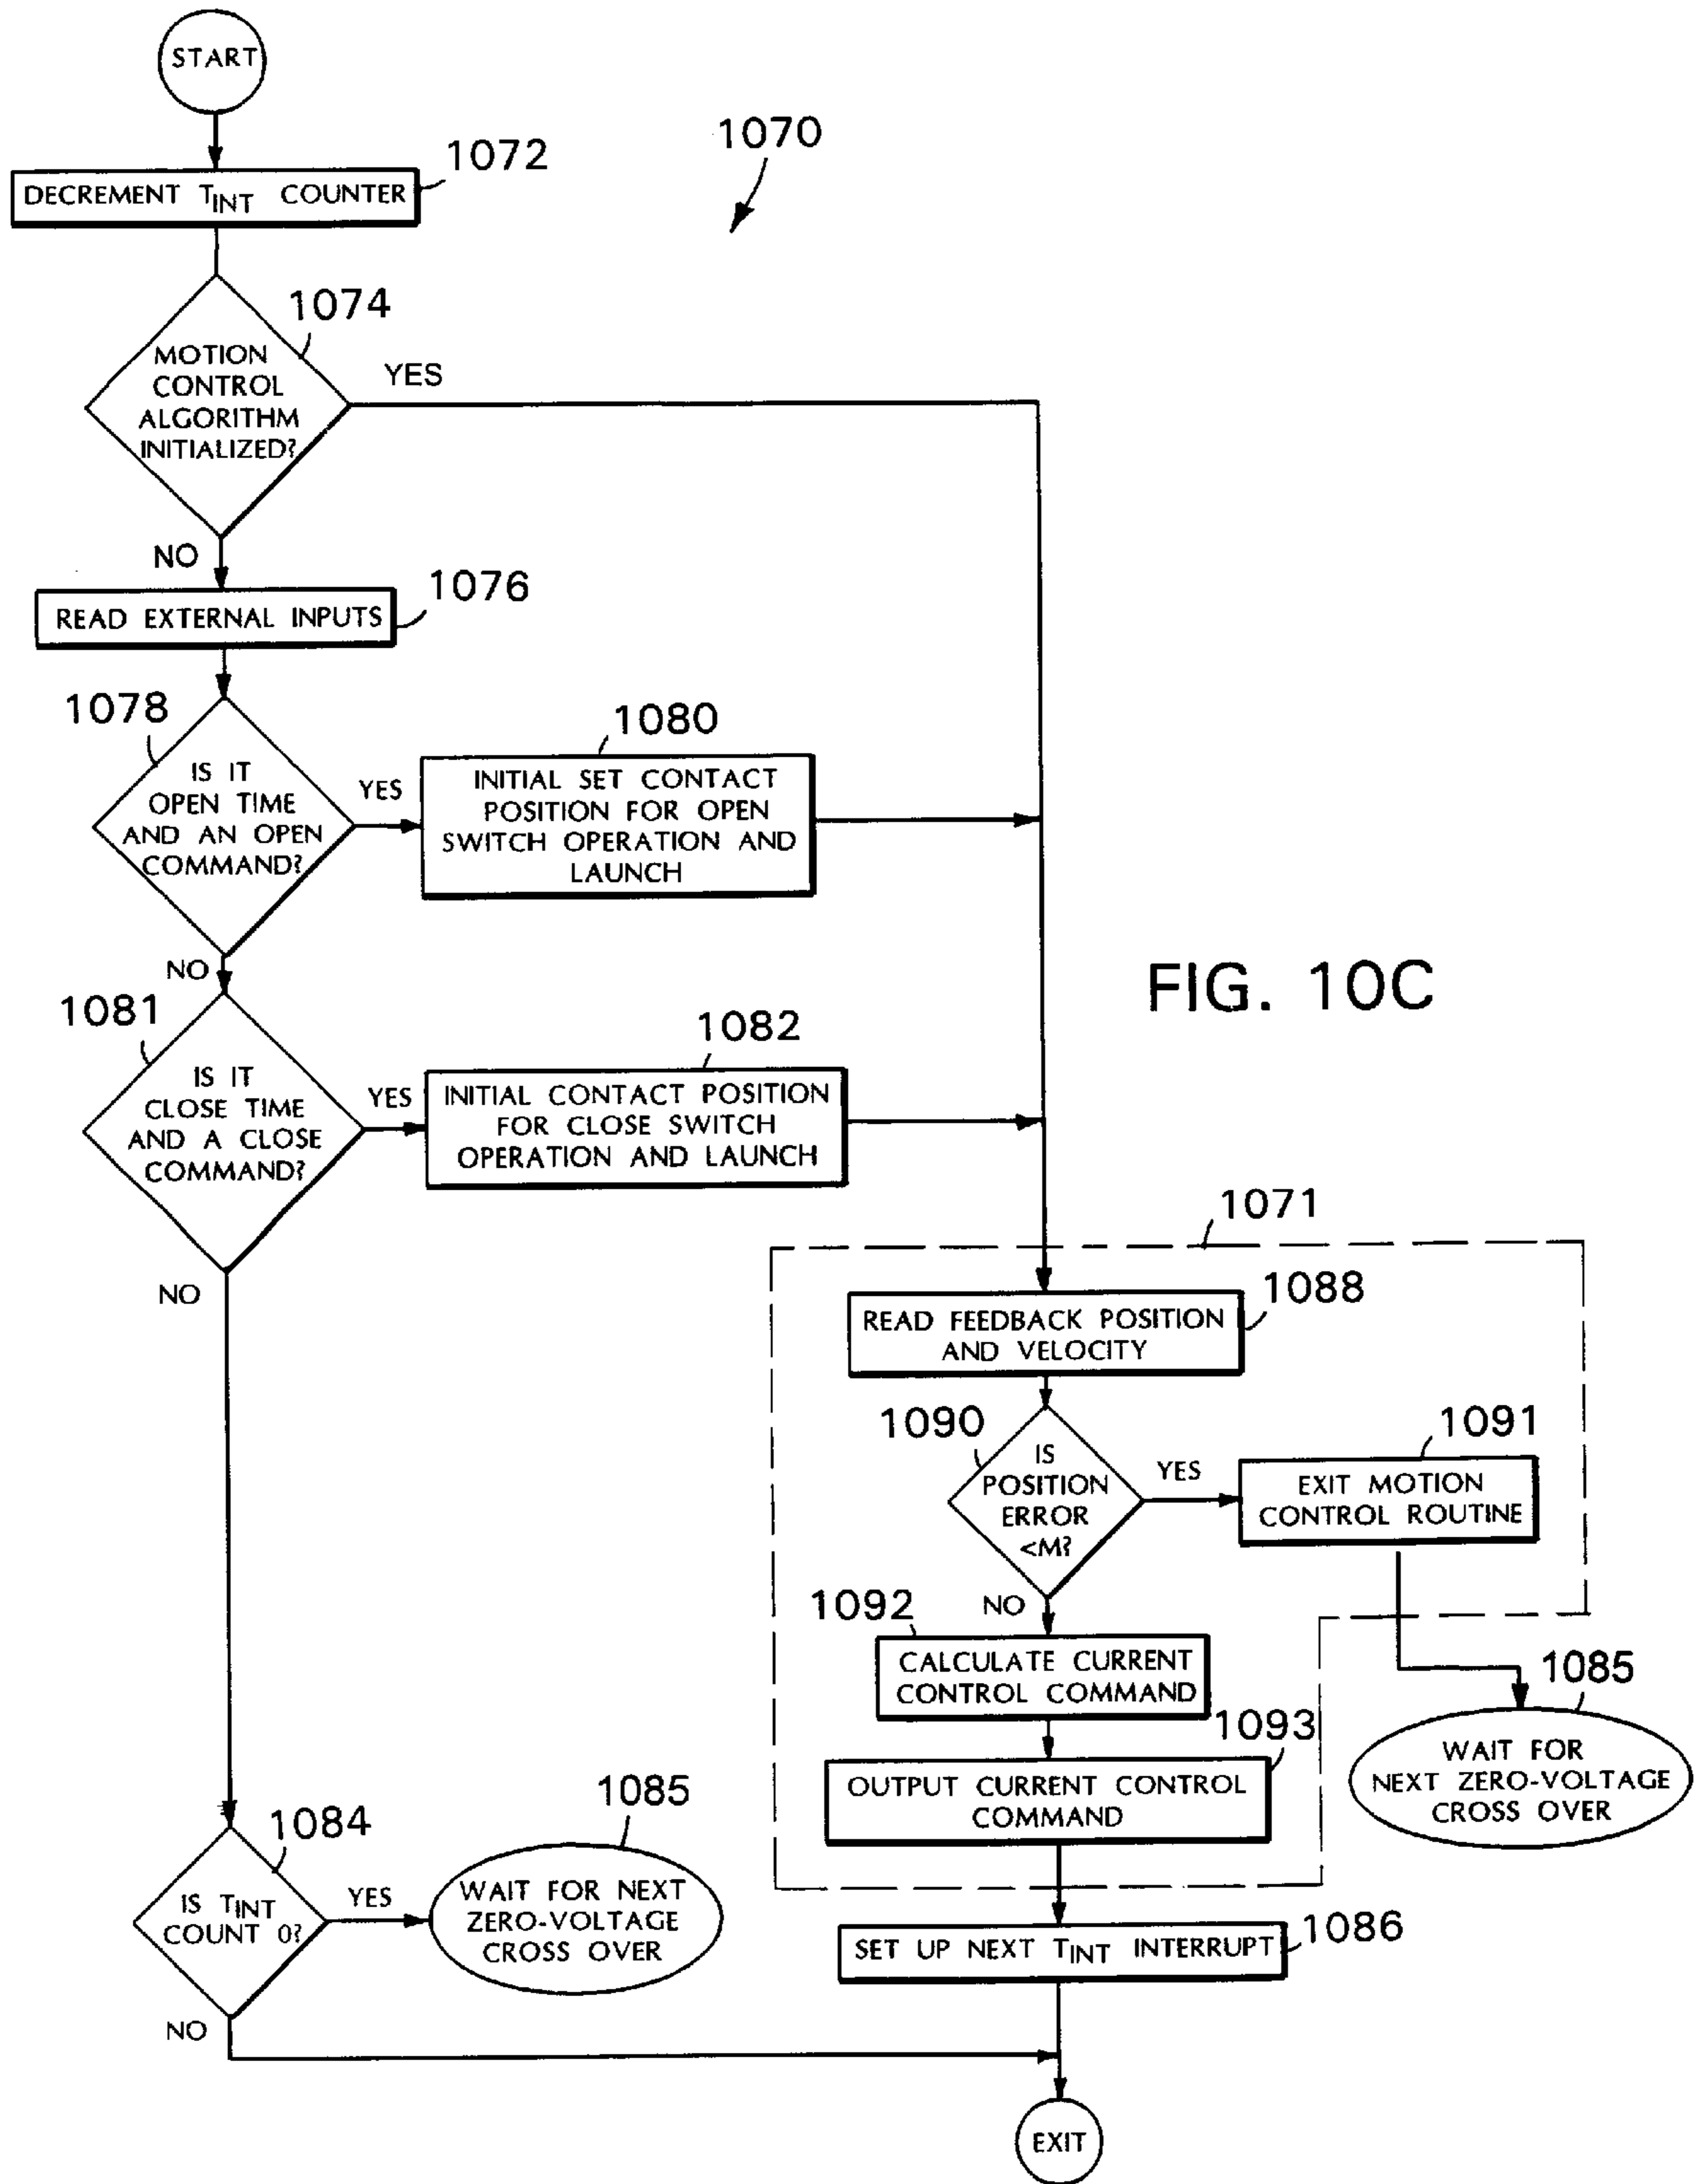 START
1070
1072
DECREMENT TINT COUNTER
1074
MOTION
CONTROL
ALGORITHM
INITIALIZED?
YES
NO
1076
READ EXTERNAL INPUTS
1078
IS IT
OPEN TIME
AND AN OPEN
COMMAND?
YES
1080
INITIAL SET CONTACT
POSITION FOR OPEN
SWITCH OPERATION AND
LAUNCH
NO
FIG. 10C
1081
IS IT
CLOSE TIME
AND A CLOSE
COMMAND?
YES
1082
INITIAL CONTACT POSITION
FOR CLOSE SWITCH
OPERATION AND LAUNCH
NO
1071
1088
READ FEEDBACK POSITION
AND VELOCITY
1090
IS
POSITION
ERROR
<M?
YES
1091
EXIT MOTION
CONTROL ROUTINE
NO
1092
CALCULATE CURRENT
CONTROL COMMAND
1085
WAIT FOR
NEXT ZERO-VOLTAGE
CROSS OVER
1093
OUTPUT CURRENT CONTROL
COMMAND
1084
IS TINT
COUNT 0?
YES
1085
WAIT FOR NEXT
ZERO-VOLTAGE
CROSS OVER
NO
1086
SET UP NEXT TINT INTERRUPT
EXIT